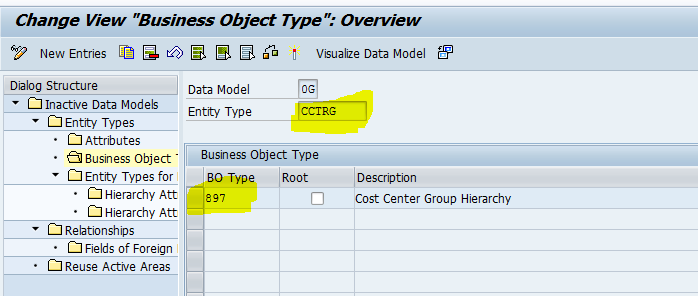 Change View "Business Object Type": Overview
New Entries
Visualize Data Model
Dialog Structure
Inactive Data Models
Entity Types
Attributes
Business Object T
Entity Types for
Hierarchy Att
Hierarchy Att
Relationships
Fields of Foreign
Reuse Active Areas
Data Model 0G
Entity Type CCTRG
Business Object Type
BO Type Root Description
897 Cost Center Group Hierarchy